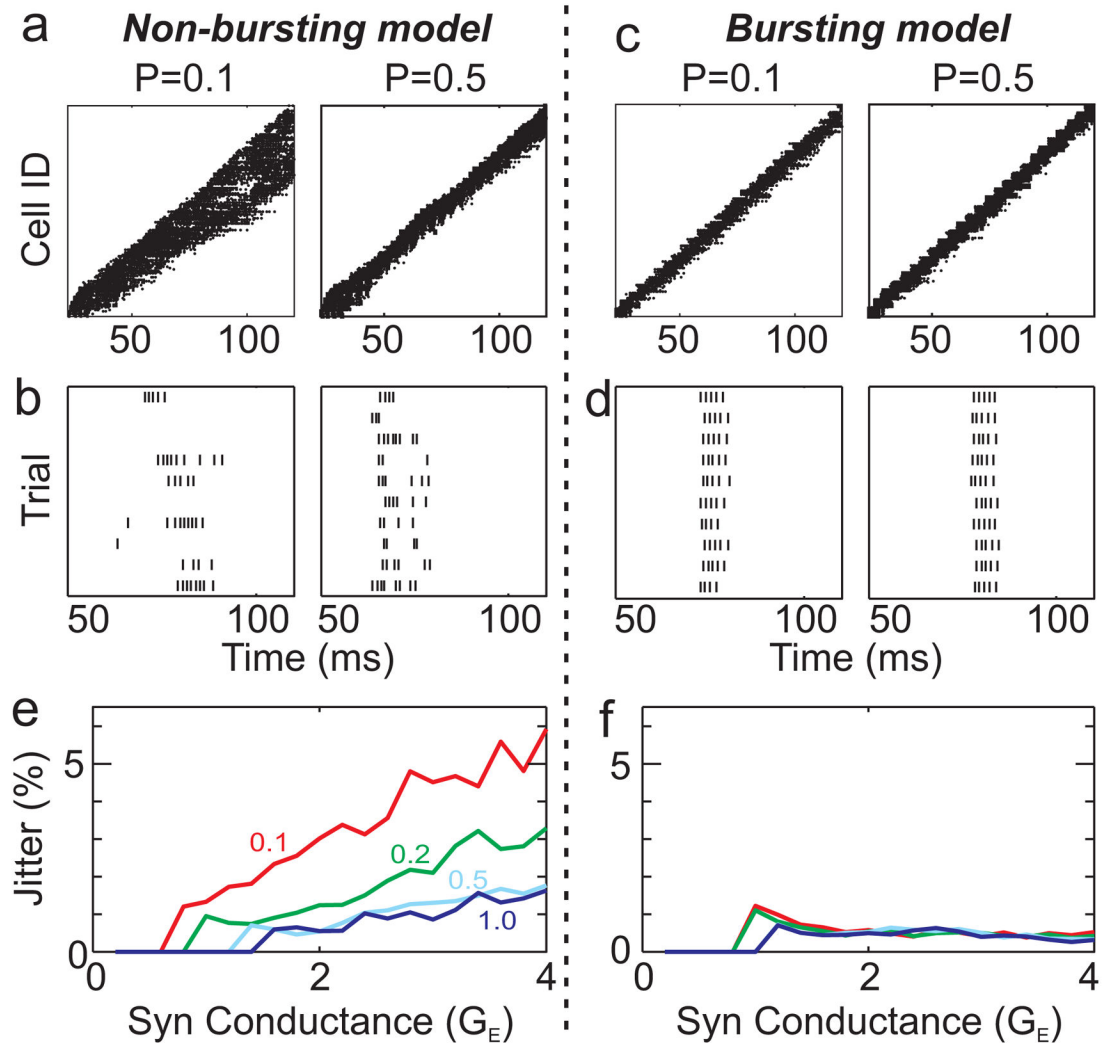 a Non-bursting model
P=0.1 P=0.5
Cell ID
50 100 50 100
b
Trial
50 100 50 100
Time (ms)
c Bursting model
P=0.1 P=0.5
50 100 50 100
d
50 100 50 100
Time (ms)
e
Jitter (%)
5
0
0.1
0.2
0.5
1.0
0 2 4
Syn Conductance (GE)
f
5
0
0 2 4
Syn Conductance (GE)